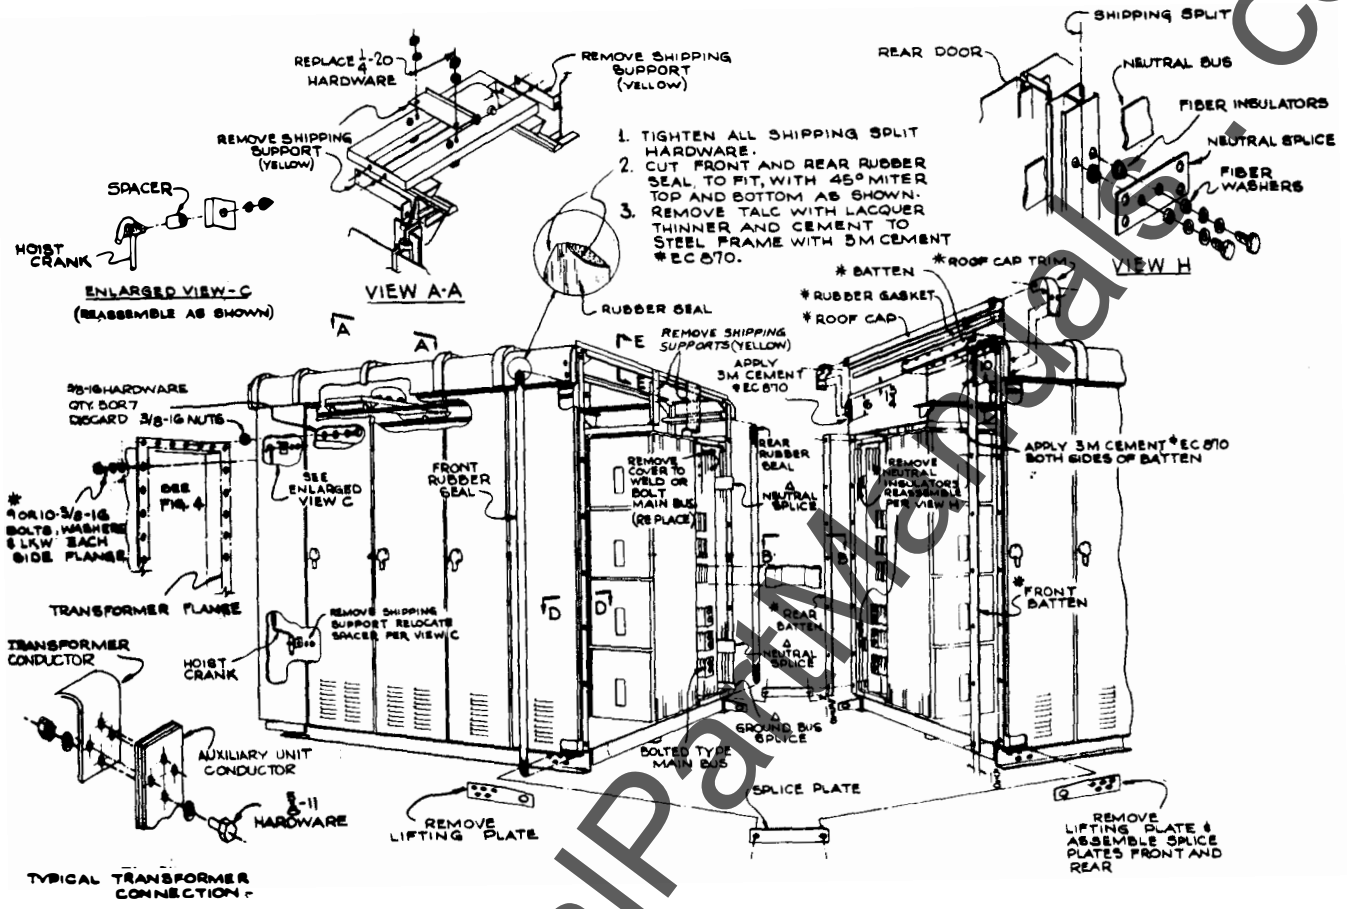 SHIPPING SPLIT
REAR DOOR
NEUTRAL BUS
FIBER INSULATORS
NEUTRAL SPLICE
FIBER
WASHERS
VIEW H
REPLACE 1/4-20
HARDWARE
REMOVE SHIPPING
SUPPORT
(YELLOW)
REMOVE SHIPPING
SUPPORT
(YELLOW)
VIEW A-A
1. TIGHTEN ALL SHIPPING SPLIT
HARDWARE.
2. CUT FRONT AND REAR RUBBER
SEAL, TO FIT, WITH 45° MITER
TOP AND BOTTOM AS SHOWN.
3. REMOVE TALC WITH LACQUER
THINNER AND CEMENT TO
STEEL FRAME WITH 3M CEMENT
#EC 870.
SPACER
HOIST
CRANK
ENLARGED VIEW-C
(REASSEMBLE AS SHOWN)
RUBBER SEAL
* BATTEN
* ROOF CAP TRIM
* RUBBER GASKET
* ROOF CAP
A
A
E
E
REMOVE SHIPPING
SUPPORTS (YELLOW)
APPLY
3M CEMENT
#EC 870
3/8-16 HARDWARE
QTY. 5 OR 7
DISCARD 3/8-16 NUTS
SEE
FIG. 4
SEE
ENLARGED
VIEW C
FRONT
RUBBER
SEAL
REMOVE
COVER TO
WELD OR
BOLT
MAIN BUS
(REPLACE)
REAR
RUBBER
SEAL
Δ
NEUTRAL
SPLICE
REMOVE
NEUTRAL
INSULATORS
REASSEMBLE
PER VIEW H
APPLY 3M CEMENT #EC 870
BOTH SIDES OF BATTEN
*
9 OR 10-3/8-16
BOLTS, WASHERS
& LKW EACH
SIDE FLANGE
TRANSFORMER FLANGE
B
B
D
D
* REAR
BATTEN
*
FRONT
BATTEN
Δ
NEUTRAL
SPLICE
REMOVE SHIPPING
SUPPORT RELOCATE
SPACER PER VIEW C
HOIST
CRANK
TRANSFORMER
CONDUCTOR
AUXILIARY UNIT
CONDUCTOR
5/8-11
HARDWARE
TYPICAL TRANSFORMER
CONNECTION
BOLTED TYPE
MAIN BUS
Δ
GROUND BUS
SPLICE
REMOVE
LIFTING PLATE
SPLICE PLATE
REMOVE
LIFTING PLATE &
ASSEMBLE SPLICE
PLATES FRONT AND
REAR